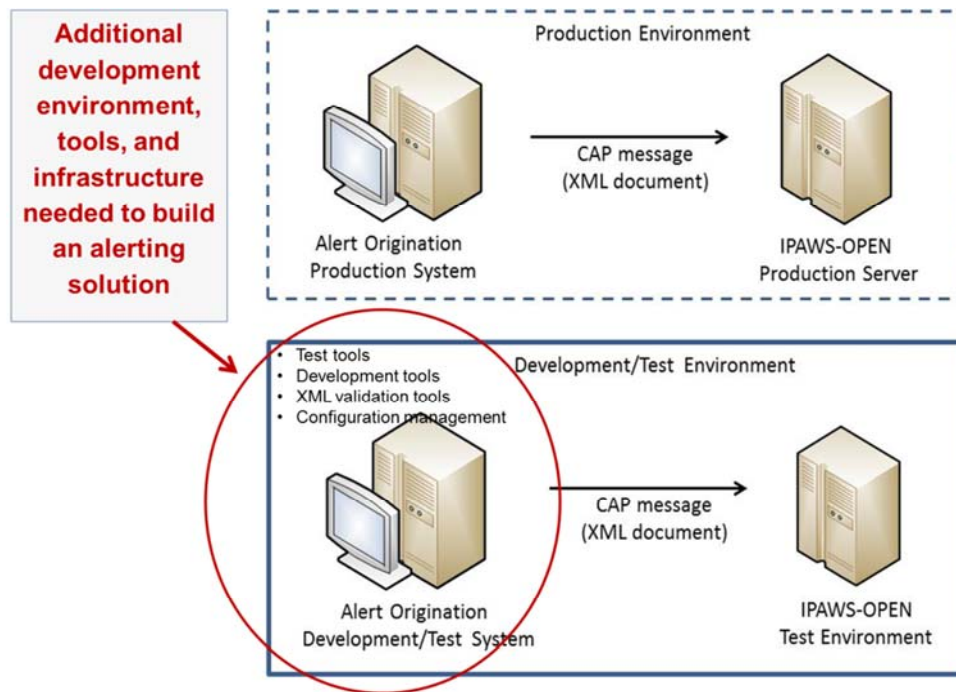 Additional
development
environment,
tools, and
infrastructure
needed to build
an alerting
solution
Production Environment
CAP message
(XML document)
Alert Origination
Production System
IPAWS-OPEN
Production Server
• Test tools
• Development tools
• XML validation tools
• Configuration management
Development/Test Environment
CAP message
(XML document)
Alert Origination
Development/Test System
IPAWS-OPEN
Test Environment